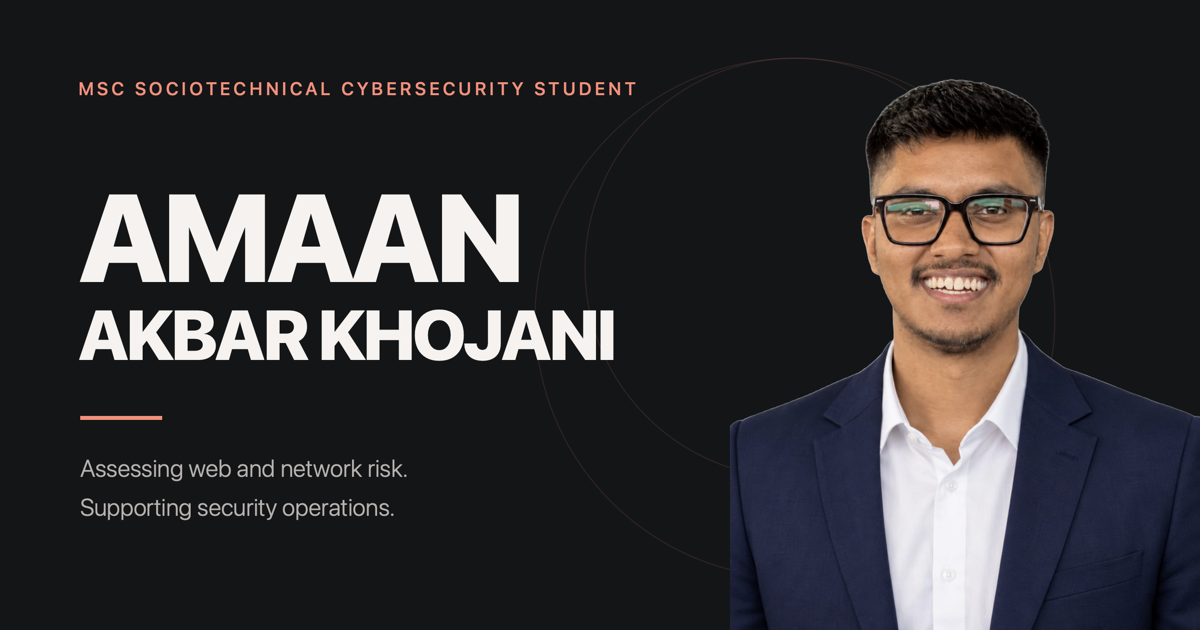 MSC SOCIOTECHNICAL CYBERSECURITY STUDENT
AMAAN
AKBAR KHOJANI
Assessing web and network risk.
Supporting security operations.